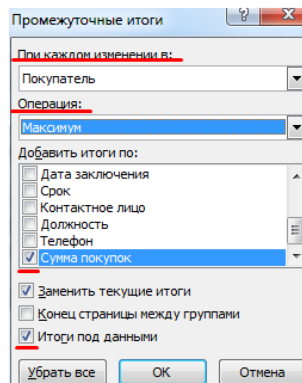 Промежуточные итоги
При каждом изменении в:
Покупатель
Операция:
Максимум
Добавить итоги по:
Дата заключения
Срок
Контактное лицо
Должность
Телефон
Сумма покупок
Заменить текущие итоги
Конец страницы между группами
Итоги под данными
Убрать все ОК Отмена